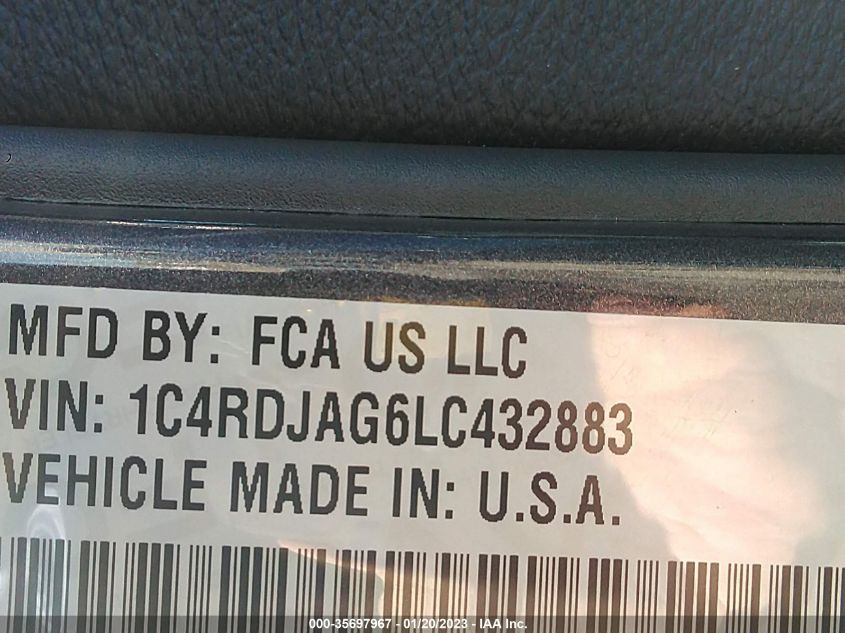 MFD BY: FCA US LLC
VIN: 1C4RDJAG6LC432883
VEHICLE MADE IN: U.S.A.
000-35697967 - 01/20/2023 - IAA Inc.